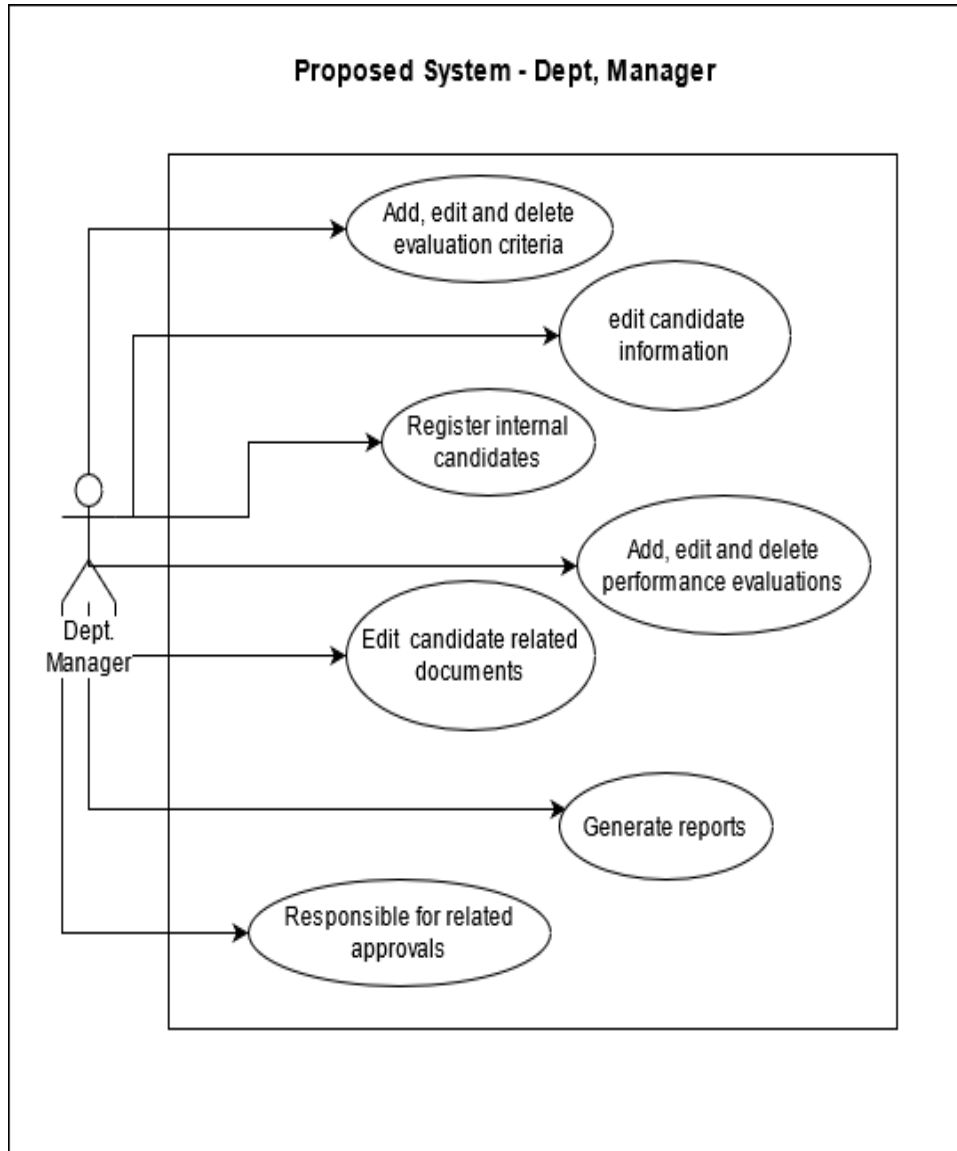 Proposed System - Dept, Manager
Add, edit and delete
evaluation criteria
edit candidate
information
Register internal
candidates
Add, edit and delete
performance evaluations
Dept.
Manager
Edit  candidate related
documents
Generate reports
Responsible for related
approvals